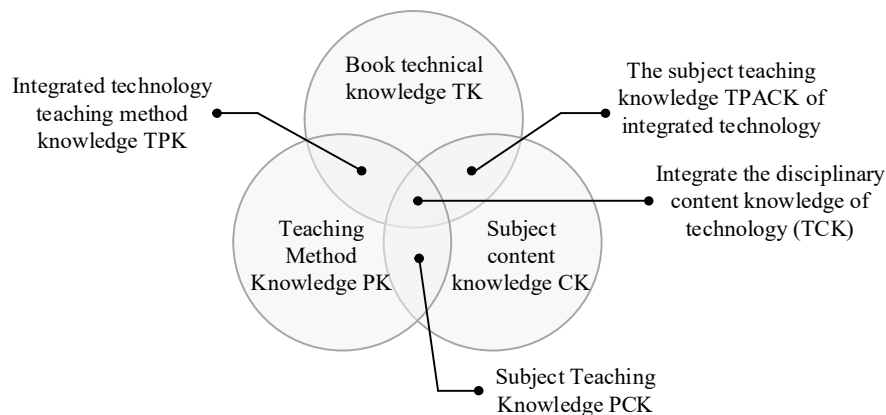 Book technical
knowledge TK
Integrated technology
teaching method
knowledge TPK
The subject teaching
knowledge TPACK of
integrated technology
Integrate the disciplinary
content knowledge of
technology (TCK)
Teaching
Method
Knowledge PK
Subject
content
knowledge CK
Subject Teaching
Knowledge PCK